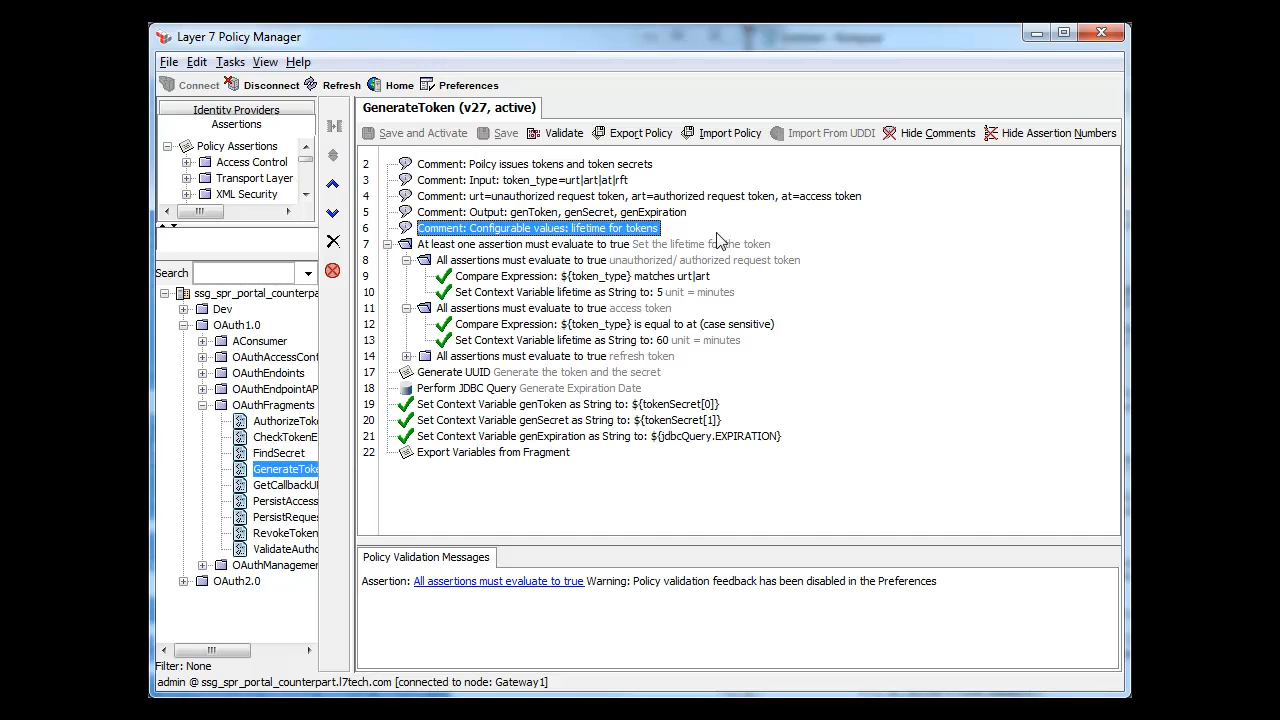 Layer 7 Policy Manager
File Edit Tasks View Help
Connect Disconnect Refresh Home Preferences
Identity Providers
Assertions
Policy Assertions
Access Control
Transport Layer
XML Security
Search
ssg_spr_portal_counterpa
Dev
OAuth1.0
AConsumer
OAuthAccessCont
OAuthEndoints
OAuthEndpointAP
OAuthFragments
AuthorizeToke
CheckTokenE
FindSecret
GenerateToke
GetCallbackU
PersistAccess
PersistReques
RevokeToken
ValidateAutho
OAuthManagemen
OAuth2.0
Filter: None
GenerateToken (v27, active)
Save and Activate Save Validate Export Policy Import Policy Import From UDDI Hide Comments Hide Assertion Numbers
2 Comment: Policy issues tokens and token secrets
3 Comment: Input: token_type=urt|art|at|rft
4 Comment: urt=unauthorized request token, art=authorized request token, at=access token
5 Comment: Output: genToken, genSecret, genExpiration
6 Comment: Configurable values: lifetime for tokens
7 At least one assertion must evaluate to true Set the lifetime for the token
8 All assertions must evaluate to true unauthorized/ authorized request token
9 Compare Expression: ${token_type} matches urt|art
10 Set Context Variable lifetime as String to: 5 unit = minutes
11 All assertions must evaluate to true access token
12 Compare Expression: ${token_type} is equal to at (case sensitive)
13 Set Context Variable lifetime as String to: 60 unit = minutes
14 All assertions must evaluate to true refresh token
17 Generate UUID Generate the token and the secret
18 Perform JDBC Query Generate Expiration Date
19 Set Context Variable genToken as String to: ${tokenSecret[0]}
20 Set Context Variable genSecret as String to: ${tokenSecret[1]}
21 Set Context Variable genExpiration as String to: ${jdbcQuery.EXPIRATION}
22 Export Variables from Fragment
Policy Validation Messages
Assertion: All assertions must evaluate to true Warning: Policy validation feedback has been disabled in the Preferences
admin @ ssg_spr_portal_counterpart.l7tech.com [connected to node: Gateway1]